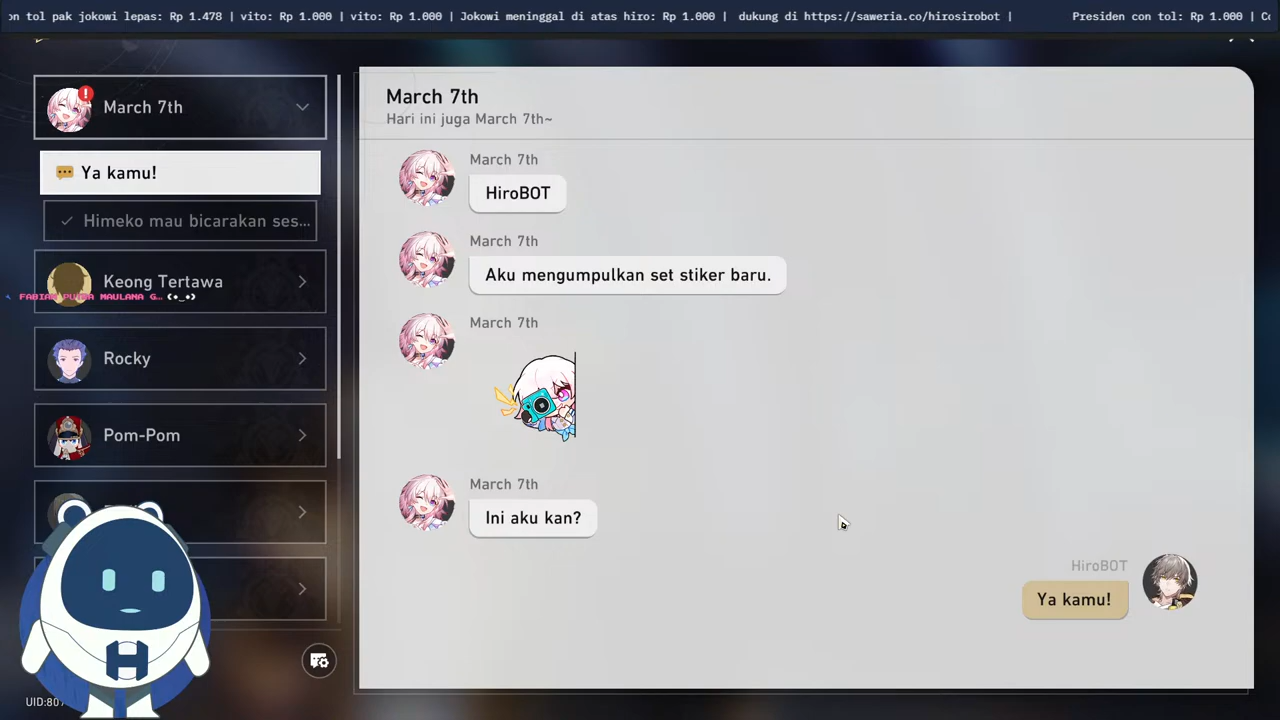 on tol pak jokowi lepas: Rp 1.478 | vito: Rp 1.000 | vito: Rp 1.000 | Jokowi meninggal di atas hiro: Rp 1.000 | dukung di https://saweria.co/hirosirobot | Presiden con tol: Rp 1.000 | Co
March 7th
Ya kamu!
Himeko mau bicarakan ses...
Keong Tertawa
FABIAN PUTRA MAULANA G… (•_•)
Rocky
Pom-Pom
H
UID:807
March 7th
Hari ini juga March 7th~
March 7th
HiroBOT
March 7th
Aku mengumpulkan set stiker baru.
March 7th
March 7th
Ini aku kan?
HiroBOT
Ya kamu!